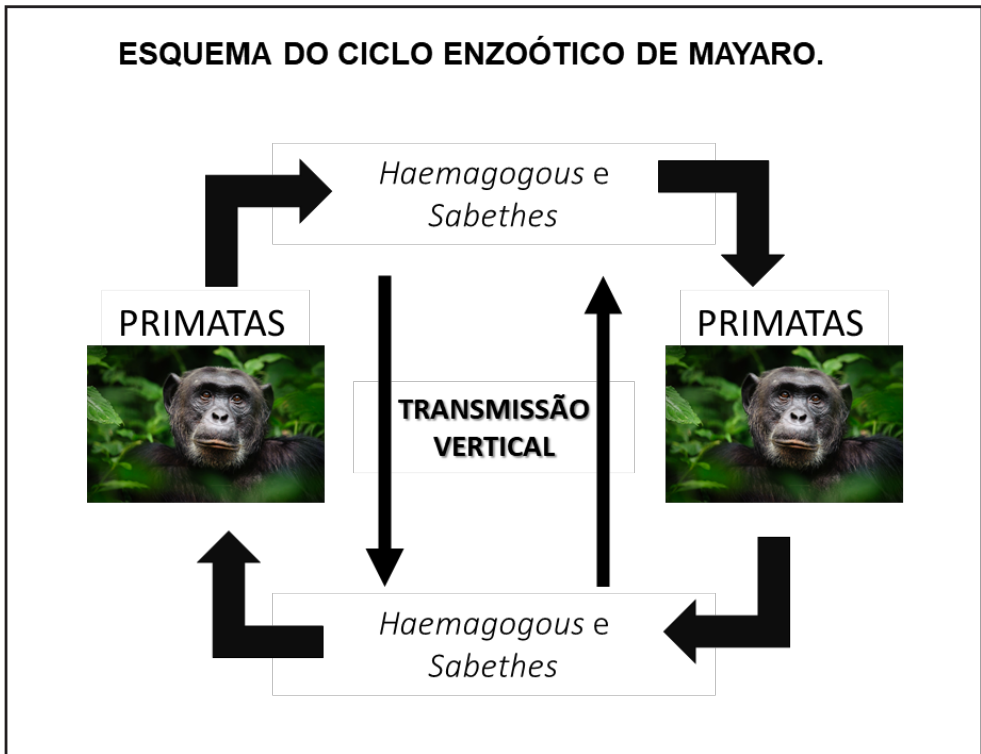 ESQUEMA DO CICLO ENZOÓTICO DE MAYARO.
Haemagogous e
Sabethes
PRIMATAS
PRIMATAS
TRANSMISSÃO
VERTICAL
Haemagogous e
Sabethes